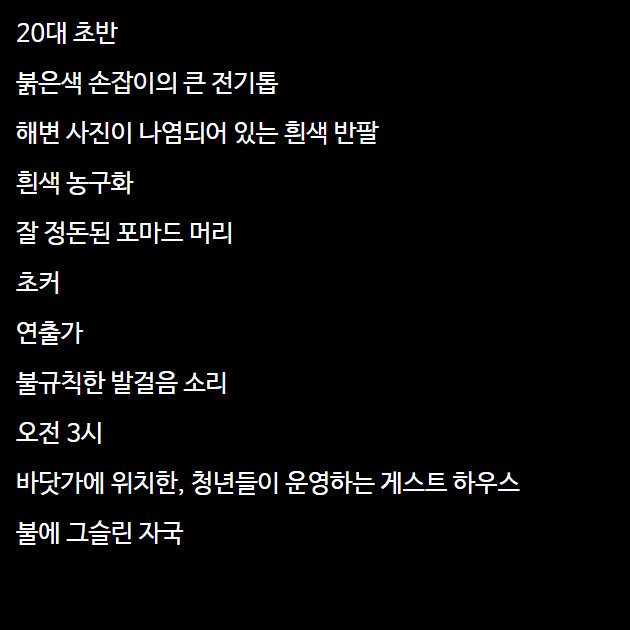 20대 초반
붉은색 손잡이의 큰 전기톱
해변 사진이 나염되어 있는 흰색 반팔
흰색 농구화
잘 정돈된 포마드 머리
초커
연출가
불규칙한 발걸음 소리
오전 3시
바닷가에 위치한, 청년들이 운영하는 게스트 하우스
불에 그슬린 자국